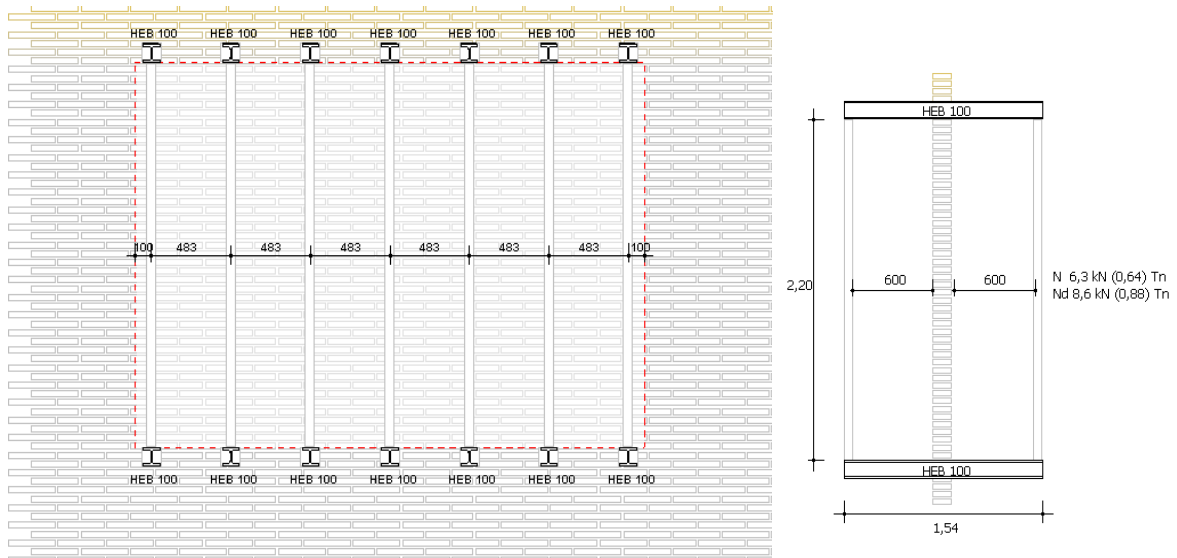 HEB 100 HEB 100 HEB 100 HEB 100 HEB 100 HEB 100 HEB 100
100 483 483 483 483 483 483 100
HEB 100 HEB 100 HEB 100 HEB 100 HEB 100 HEB 100 HEB 100
HEB 100
2,20
600 600
N 6,3 kN (0,64) Tn
Nd 8,6 kN (0,88) Tn
HEB 100
1,54